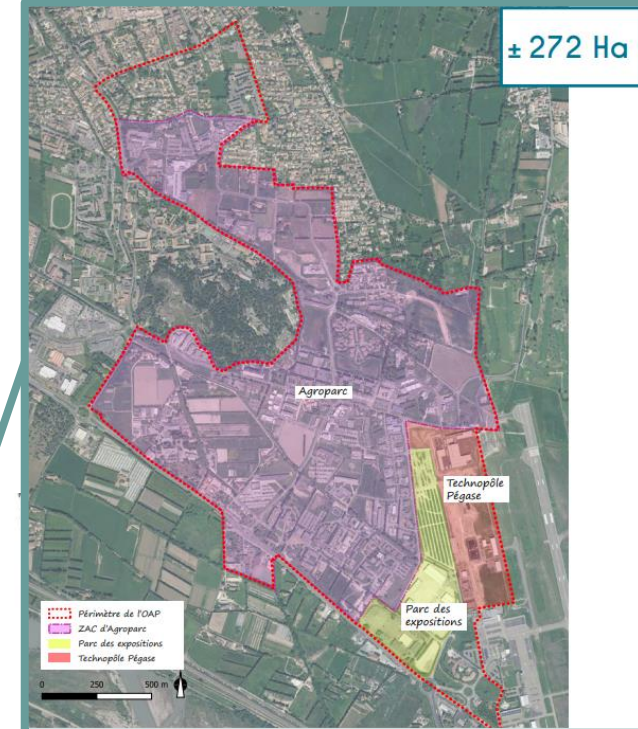 ± 272 Ha
Agroparc
Technopôle
Pégase
Parc des
expositions
Périmètre de l'OAP
ZAC d'Agroparc
Parc des expositions
Technopôle Pégase
0 250 500 m